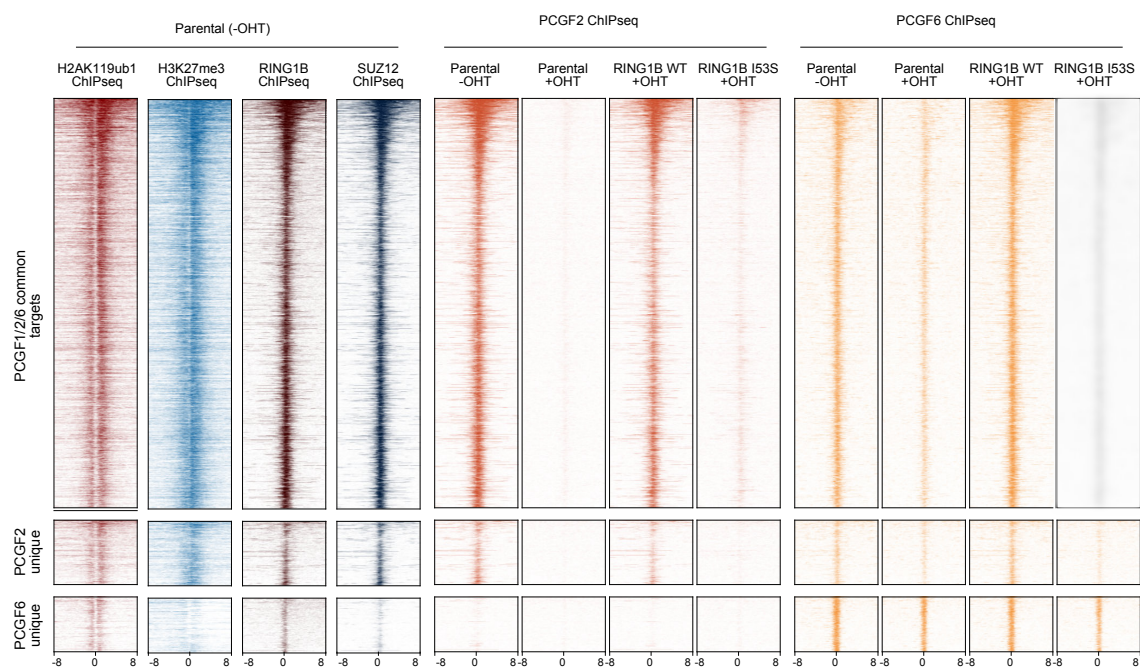 Parental (-OHT)
PCGF2 ChIPseq
PCGF6 ChIPseq
H2AK119ub1
ChIPseq
H3K27me3
ChIPseq
RING1B
ChIPseq
SUZ12
ChIPseq
Parental
-OHT
Parental
+OHT
RING1B WT
+OHT
RING1B I53S
+OHT
Parental
-OHT
Parental
+OHT
RING1B WT
+OHT
RING1B I53S
+OHT
PCGF1/2/6 common
targets
PCGF2
unique
PCGF6
unique
-8 0 8 -8 0 8 -8 0 8 -8 0 8 -8 0 8-8 0 8-8 0 8-8 0 8 -8 0 8-8 0 8-8 0 8-8 0 8